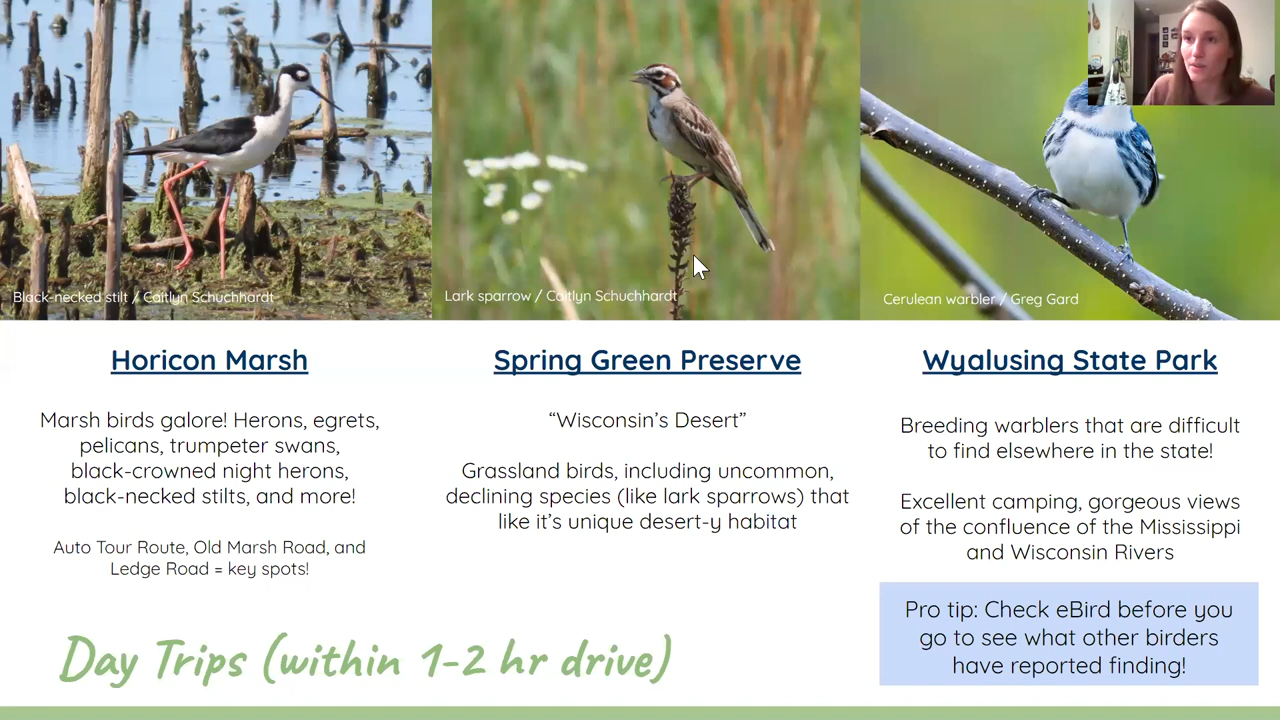 Black-necked stilt / Caitlyn Schuchhardt
Lark sparrow / Caitlyn Schuchhardt
Cerulean warbler / Greg Gard
Horicon Marsh
Marsh birds galore! Herons, egrets,
pelicans, trumpeter swans,
black-crowned night herons,
black-necked stilts, and more!
Auto Tour Route, Old Marsh Road, and
Ledge Road = key spots!
Spring Green Preserve
“Wisconsin’s Desert”
Grassland birds, including uncommon,
declining species (like lark sparrows) that
like it’s unique desert-y habitat
Wyalusing State Park
Breeding warblers that are difficult
to find elsewhere in the state!
Excellent camping, gorgeous views
of the confluence of the Mississippi
and Wisconsin Rivers
Pro tip: Check eBird before you
go to see what other birders
have reported finding!
Day Trips (within 1-2 hr drive)